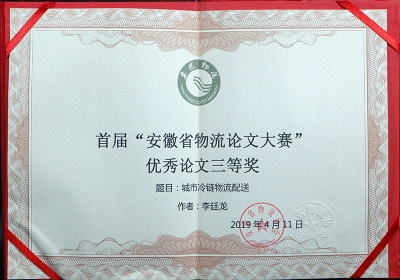 首届“安徽省物流论文大赛”
优秀论文三等奖
题目：城市冷链物流配送
作者：李廷龙
2019年4月11日